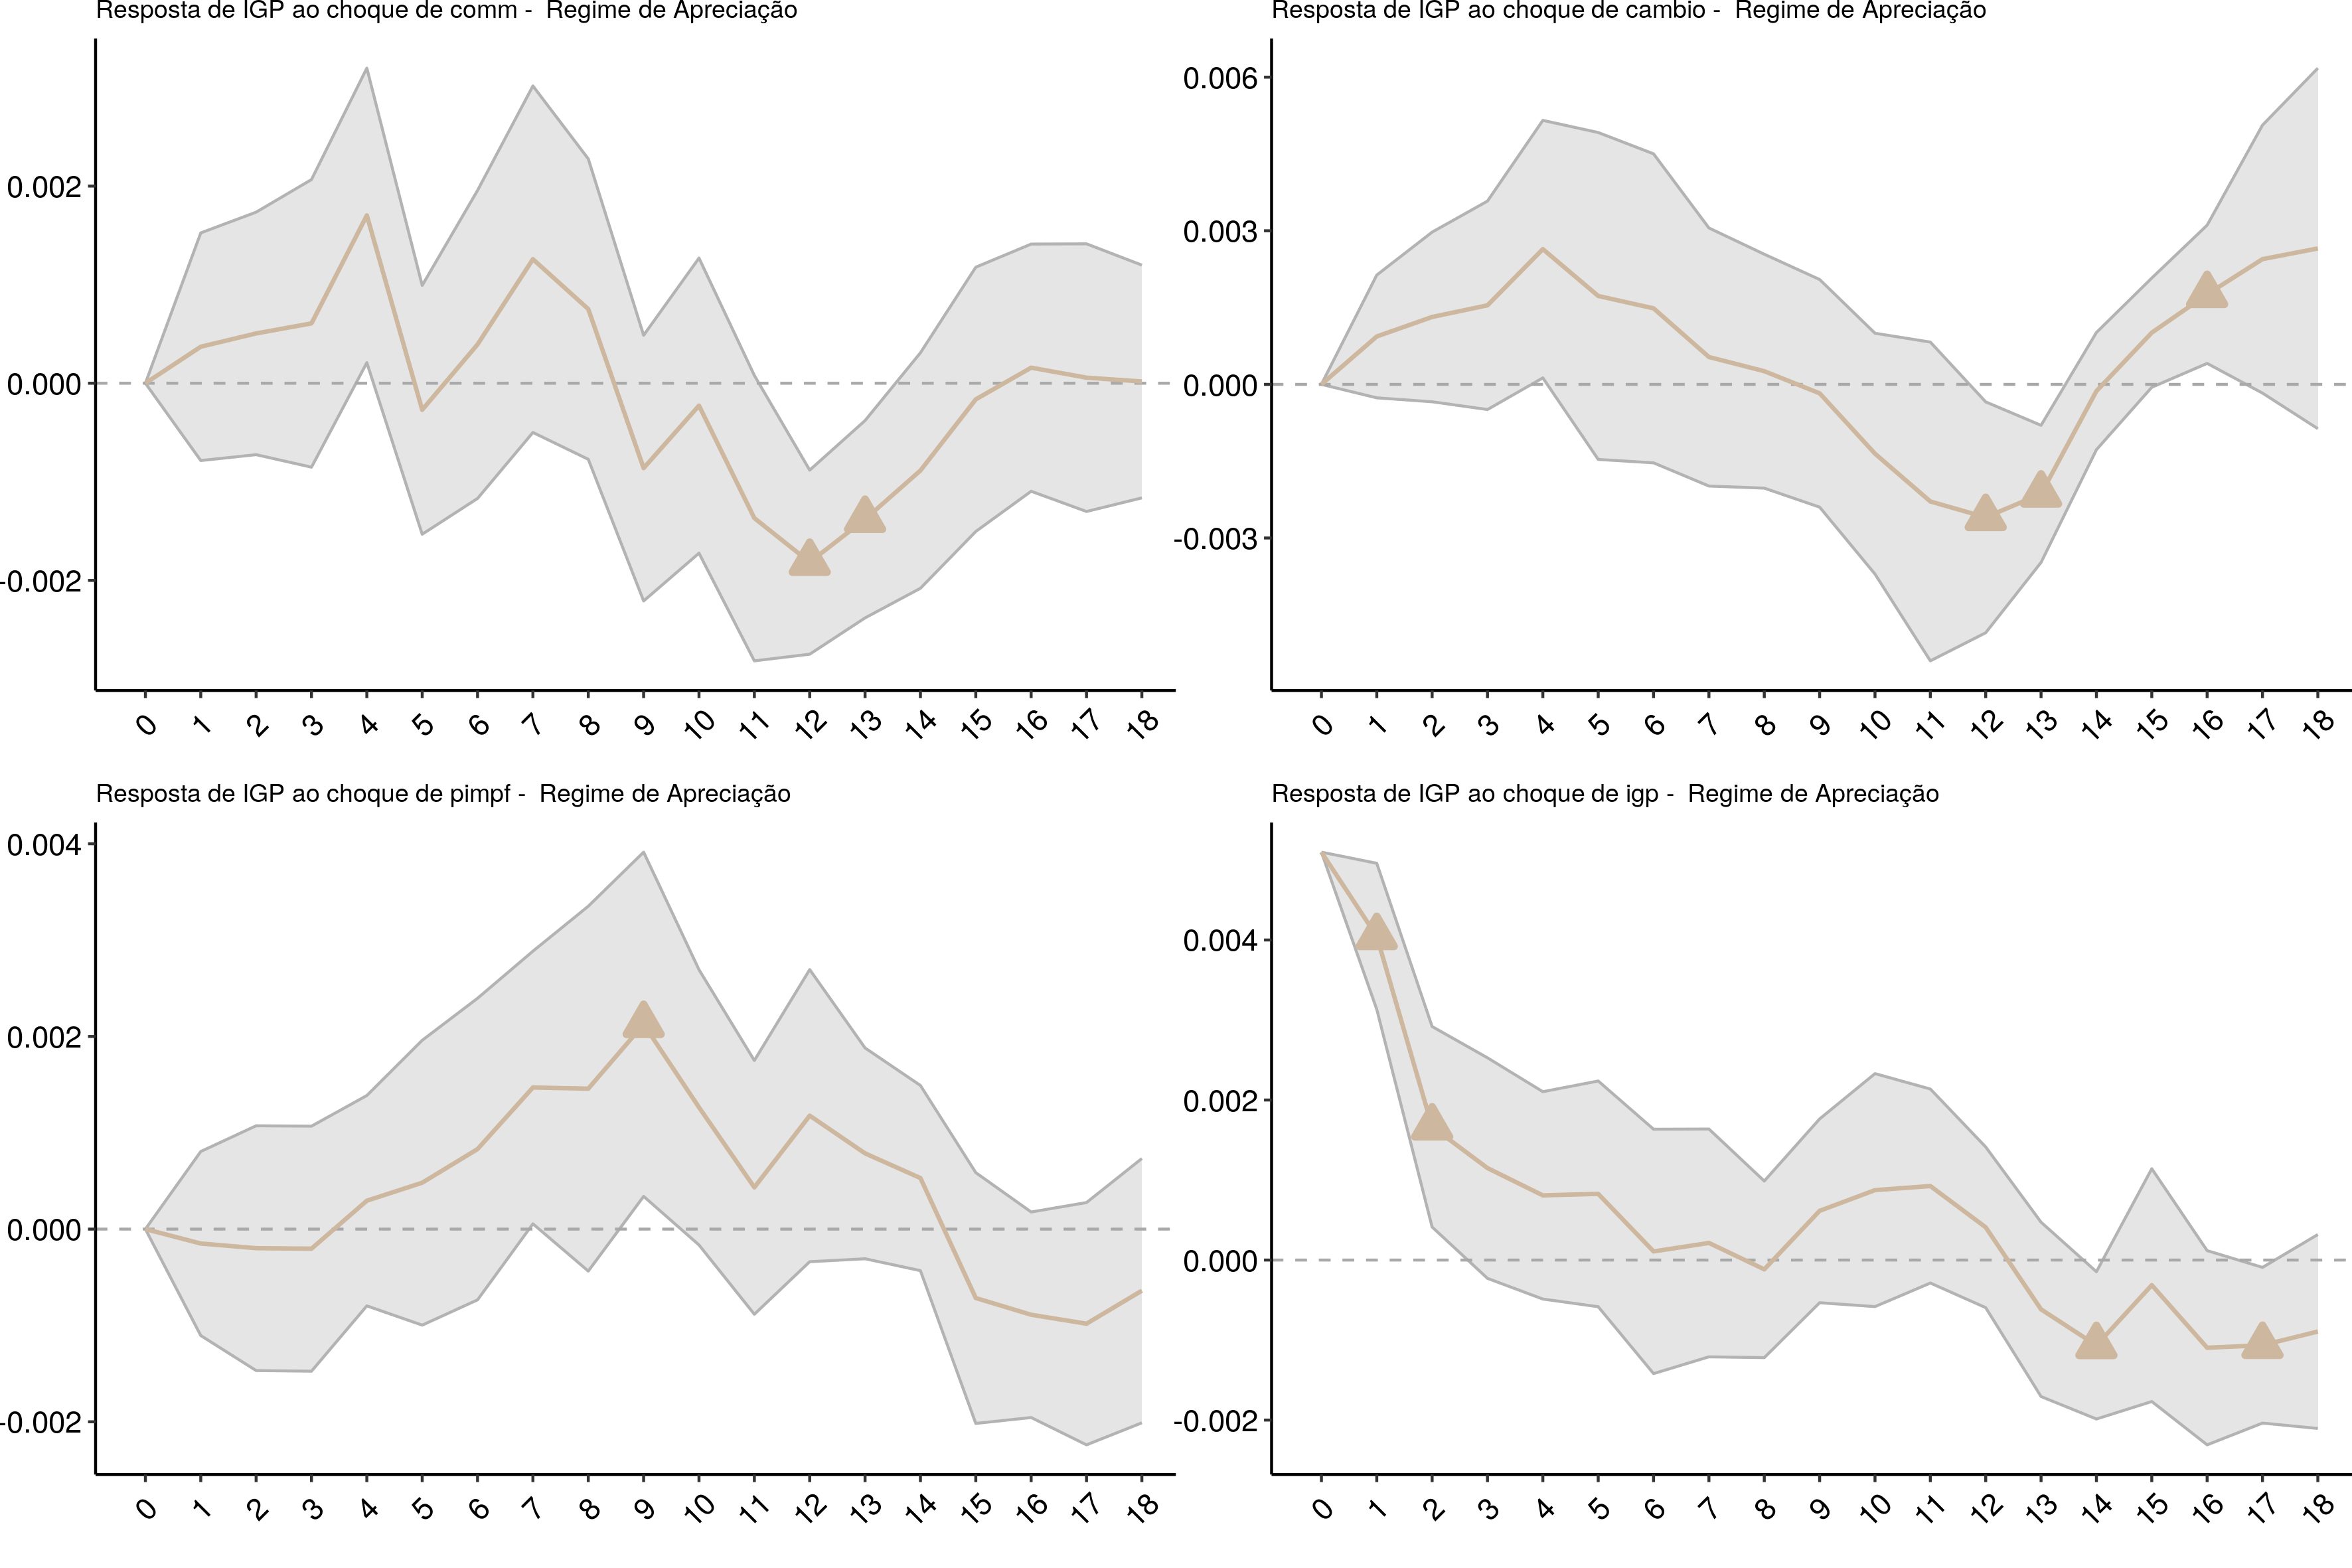 Resposta de IGP ao choque de comm -  Regime de Apreciação
0.002
0.000
-0.002
0 1 2 3 4 5 6 7 8 9 10 11 12 13 14 15 16 17 18
Resposta de IGP ao choque de cambio -  Regime de Apreciação
0.006
0.003
0.000
-0.003
0 1 2 3 4 5 6 7 8 9 10 11 12 13 14 15 16 17 18
Resposta de IGP ao choque de pimpf -  Regime de Apreciação
0.004
0.002
0.000
-0.002
0 1 2 3 4 5 6 7 8 9 10 11 12 13 14 15 16 17 18
Resposta de IGP ao choque de igp -  Regime de Apreciação
0.004
0.002
0.000
-0.002
0 1 2 3 4 5 6 7 8 9 10 11 12 13 14 15 16 17 18